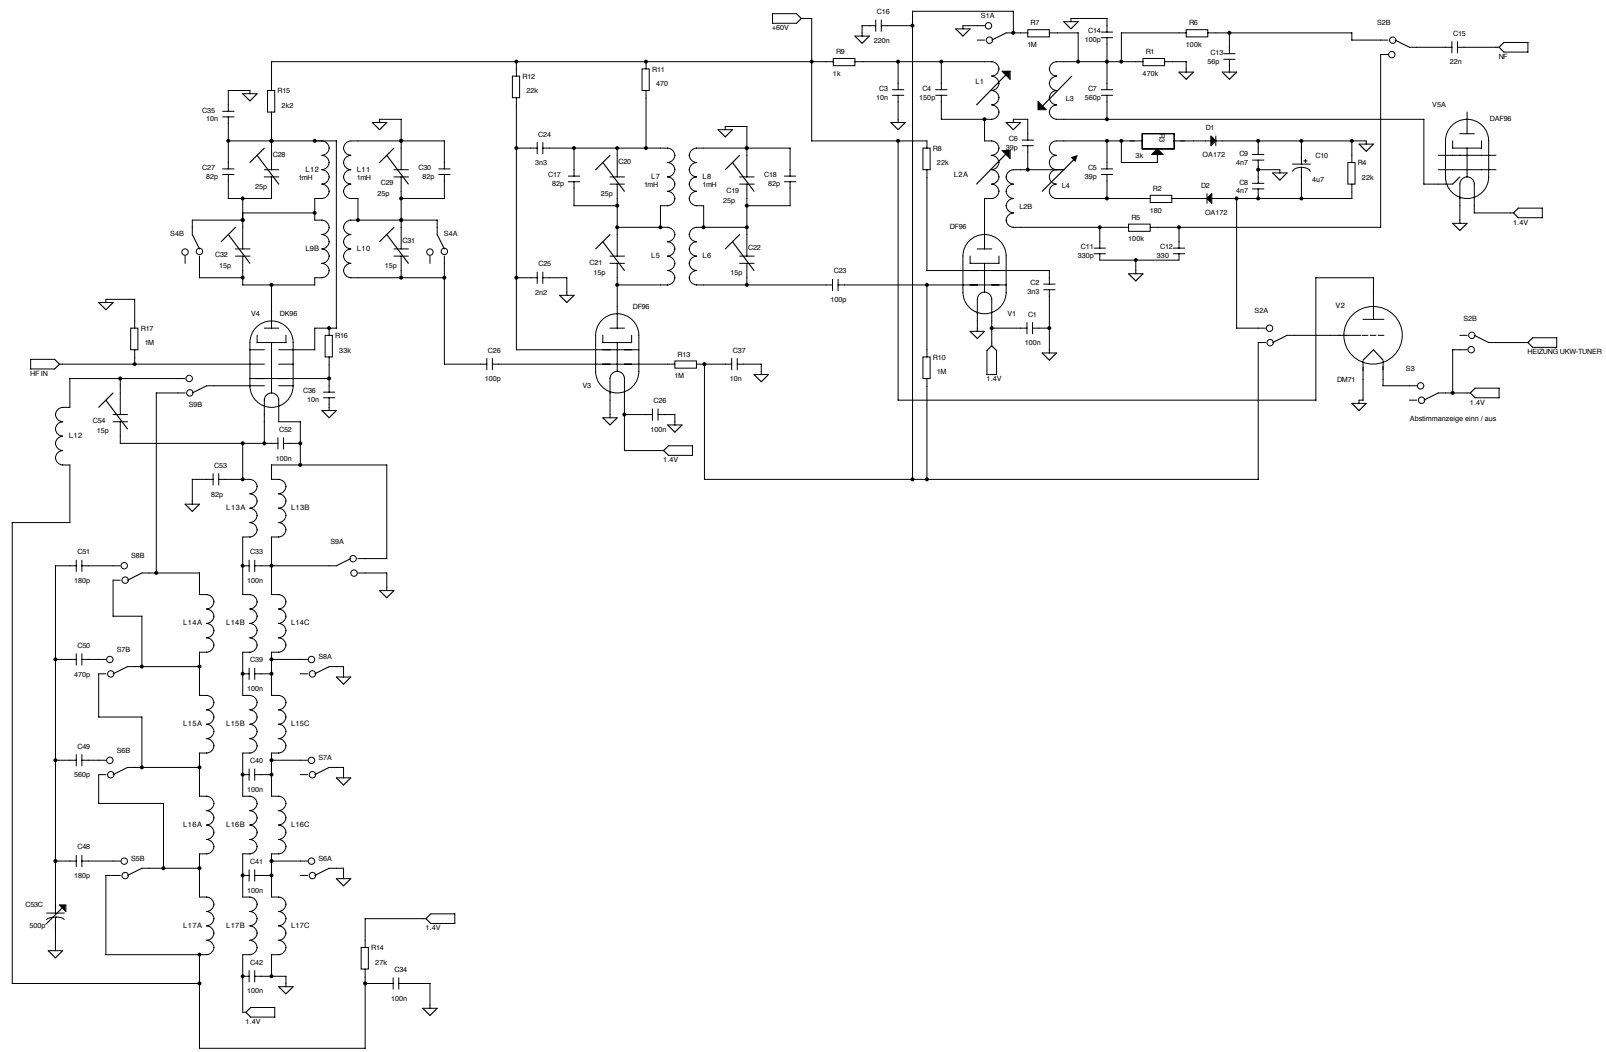 +60V
C16
220n
S1A
R7
1M
C14
100p
R6
100k
C13
56p
S2B
C15
22n
NF
R9
1k
R1
470k
R12
22k
R11
470
R15
2k2
C35
10n
C3
10n
C4
150p
L1
L3
C7
560p
V5A
DAF96
C24
3n3
C6
39p
R8
22k
L2A
R3
3k
D1
OA172
C9
4n7
C10
4u7
R4
22k
C27
82p
C28
25p
L12
1mH
L11
1mH
C29
25p
C30
82p
C17
82p
C20
25p
L7
1mH
L8
1mH
C19
25p
C18
82p
C5
39p
L4
R2
180
D2
OA172
C8
4n7
L2B
1.4V
S4B
C32
15p
L9B
L10
C31
15p
S4A
C21
15p
L5
L6
C22
15p
DF96
R5
100k
C11
330p
C12
330
C25
2n2
C23
100p
C2
3n3
V1
C1
100n
1.4V
V4
DK96
DF96
V3
R17
1M
R16
33k
HF IN
C26
100p
R13
1M
C37
10n
R10
1M
S2A
V2
DM71
S2B
HEIZUNG UKW-TUNER
S3
1.4V
Abstimmanzeige einn / aus
S9B
C36
10n
C54
15p
L12
C52
100n
C26
100n
1.4V
C53
82p
L13A
L13B
S9A
C51
180p
S8B
C33
100n
L14A
L14B
L14C
C50
470p
S7B
C39
100n
S8A
L15A
L15B
L15C
C49
560p
S6B
C40
100n
S7A
L16A
L16B
L16C
C48
180p
S5B
C41
100n
S6A
C53C
500p
L17A
L17B
L17C
1.4V
R14
27k
C42
100n
C34
100n
1.4V